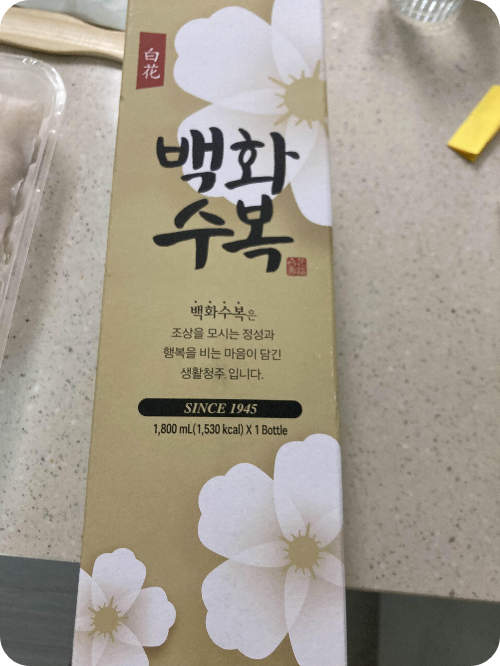 白花
백화
수복
백화수복은
조상을 모시는 정성과
행복을 비는 마음이 담긴
생활청주 입니다.
SINCE 1945
1,800 mL(1,530 kcal) X 1 Bottle